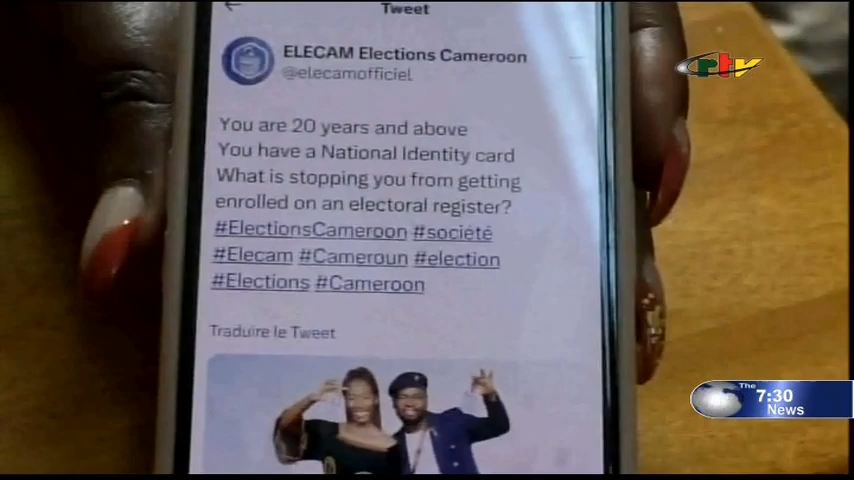 Tweet
ELECAM Elections Cameroon
@elecamofficiel
crtv
You are 20 years and above
You have a National Identity card
What is stopping you from getting
enrolled on an electoral register?
#ElectionsCameroon #société
#Elecam #Cameroun #election
#Elections #Cameroon
Traduire le Tweet
The
7:30
News